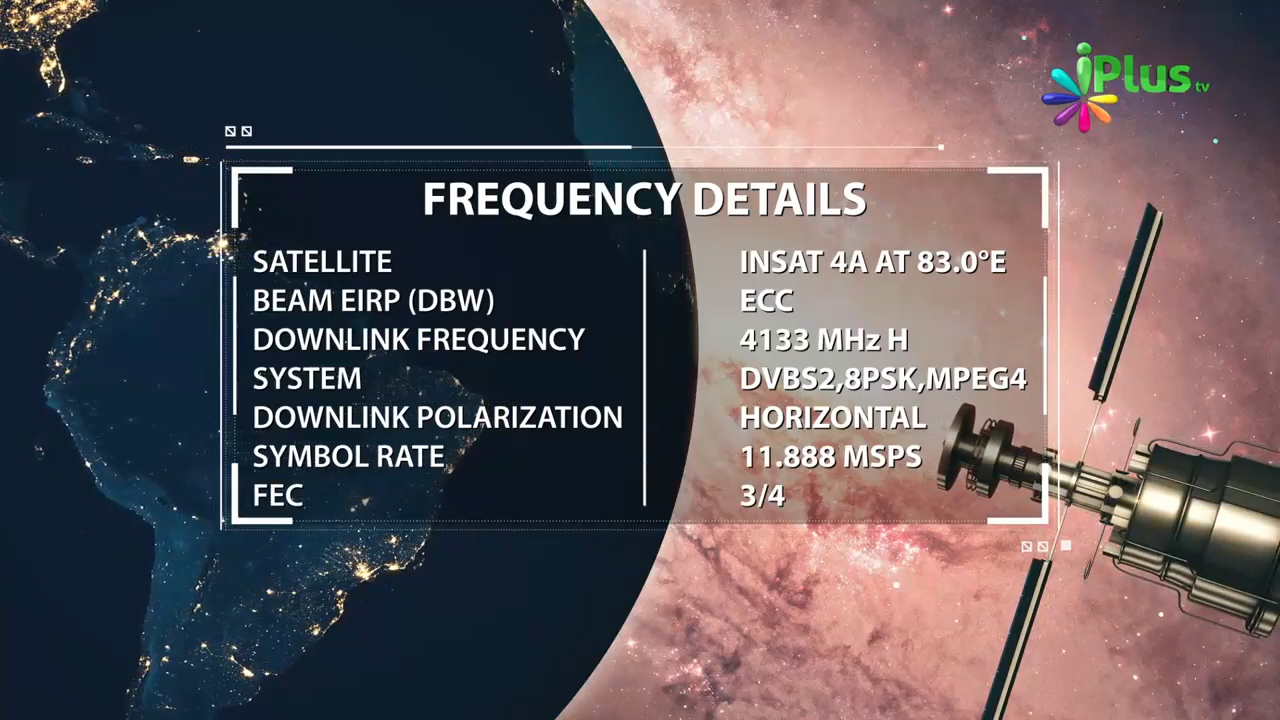 iPlus tv
FREQUENCY DETAILS
SATELLITE INSAT 4A AT 83.0°E
BEAM EIRP (DBW) ECC
DOWNLINK FREQUENCY 4133 MHz H
SYSTEM DVBS2,8PSK,MPEG4
DOWNLINK POLARIZATION HORIZONTAL
SYMBOL RATE 11.888 MSPS
FEC 3/4